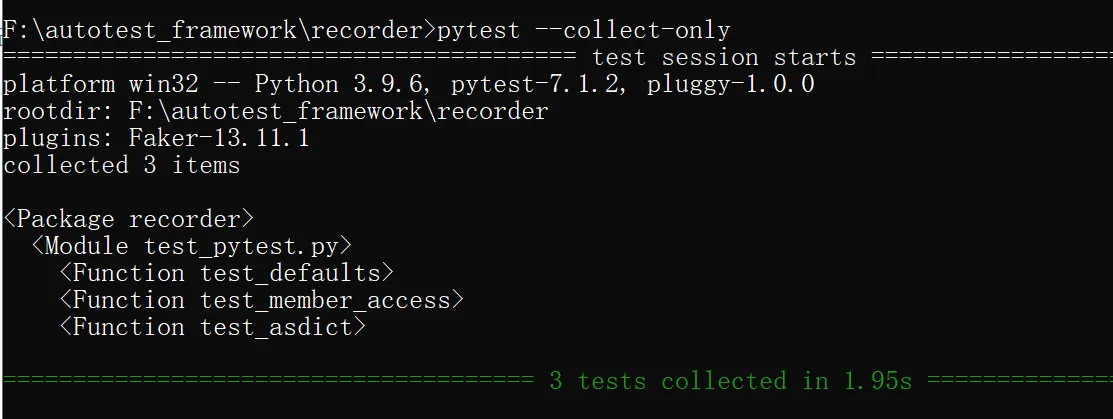 F:\autotest_framework\recorder>pytest --collect-only
========================================= test session starts ==================
platform win32 -- Python 3.9.6, pytest-7.1.2, pluggy-1.0.0
rootdir: F:\autotest_framework\recorder
plugins: Faker-13.11.1
collected 3 items
<Package recorder>
  <Module test_pytest.py>
    <Function test_defaults>
    <Function test_member_access>
    <Function test_asdict>
====================================== 3 tests collected in 1.95s ==============